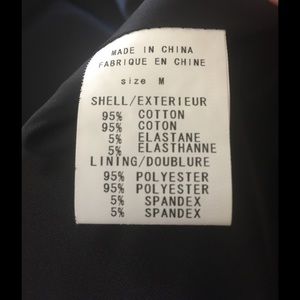 MADE IN CHINA
FABRIQUE EN CHINE
size M
SHELL/EXTERIEUR
95% COTTON
95% COTON
5% ELASTANE
5% ELASTHANNE
LINING/DOUBLURE
95% POLYESTER
95% POLYESTER
5% SPANDEX
5% SPANDEX